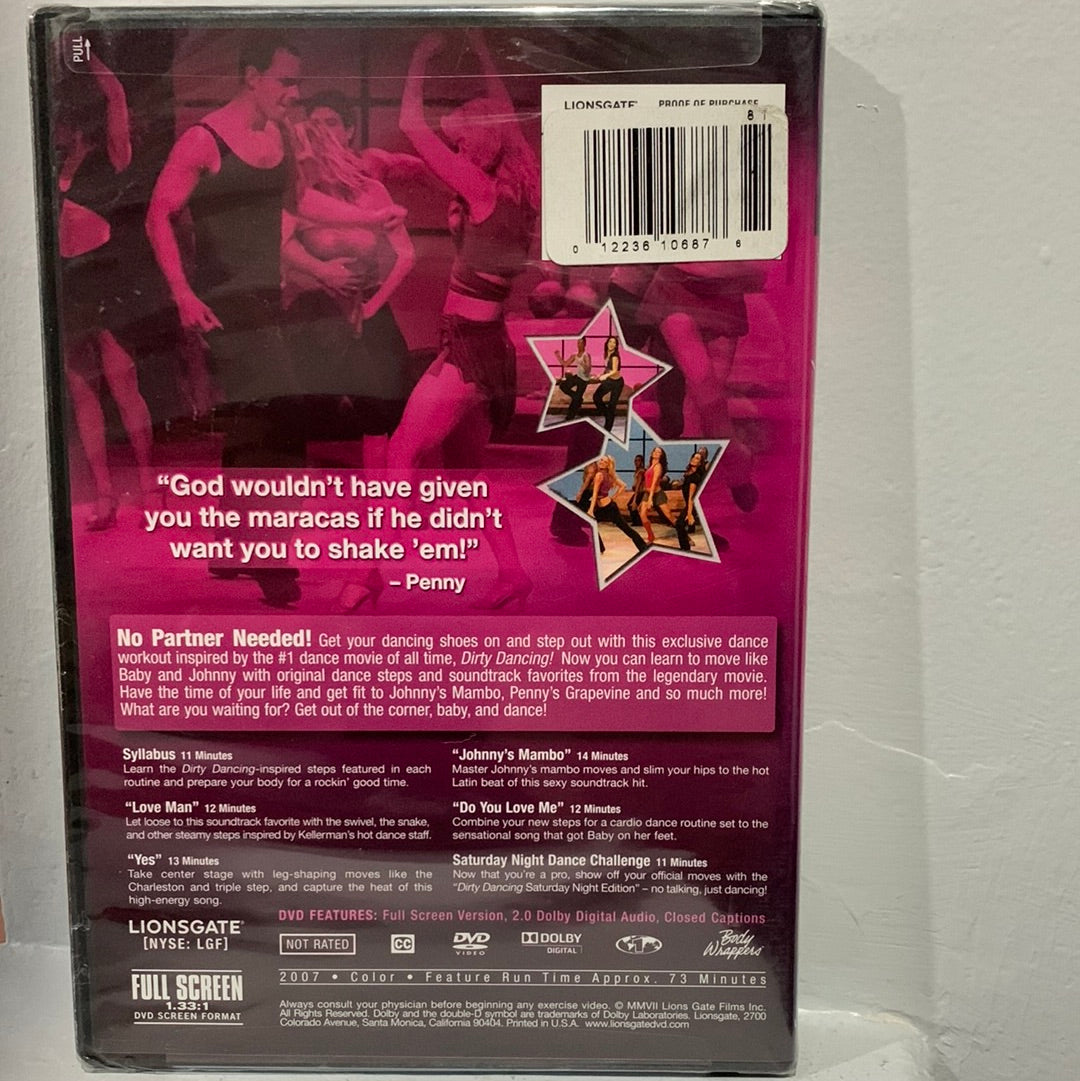 PULL
LIONSGATE PROOF OF PURCHASE
8 1
0 12236 10687 6
“God wouldn’t have given
you the maracas if he didn’t
want you to shake ’em!”
– Penny
No Partner Needed! Get your dancing shoes on and step out with this exclusive dance
workout inspired by the #1 dance movie of all time, Dirty Dancing! Now you can learn to move like
Baby and Johnny with original dance steps and soundtrack favorites from the legendary movie.
Have the time of your life and get fit to Johnny’s Mambo, Penny’s Grapevine and so much more!
What are you waiting for? Get out of the corner, baby, and dance!
Syllabus 11 Minutes
Learn the Dirty Dancing-inspired steps featured in each
routine and prepare your body for a rockin’ good time.
“Love Man” 12 Minutes
Let loose to this soundtrack favorite with the swivel, the snake,
and other steamy steps inspired by Kellerman’s hot dance staff.
“Yes” 13 Minutes
Take center stage with leg-shaping moves like the
Charleston and triple step, and capture the heat of this
high-energy song.
“Johnny’s Mambo” 14 Minutes
Master Johnny’s mambo moves and slim your hips to the hot
Latin beat of this sexy soundtrack hit.
“Do You Love Me” 12 Minutes
Combine your new steps for a cardio dance routine set to the
sensational song that got Baby on her feet.
Saturday Night Dance Challenge 11 Minutes
Now that you’re a pro, show off your official moves with the
“Dirty Dancing Saturday Night Edition” – no talking, just dancing!
DVD FEATURES: Full Screen Version, 2.0 Dolby Digital Audio, Closed Captions
LIONSGATE
[NYSE: LGF]
NOT RATED CC DVD VIDEO DOLBY DIGITAL Body Wrappers
FULL SCREEN
1.33:1
DVD SCREEN FORMAT
2007 • Color • Feature Run Time Approx. 73 Minutes
Always consult your physician before beginning any exercise video. © MMVII Lions Gate Films Inc.
All Rights Reserved. Dolby and the double-D symbol are trademarks of Dolby Laboratories. Lionsgate, 2700
Colorado Avenue, Santa Monica, California 90404. Printed in U.S.A. www.lionsgatedvd.com